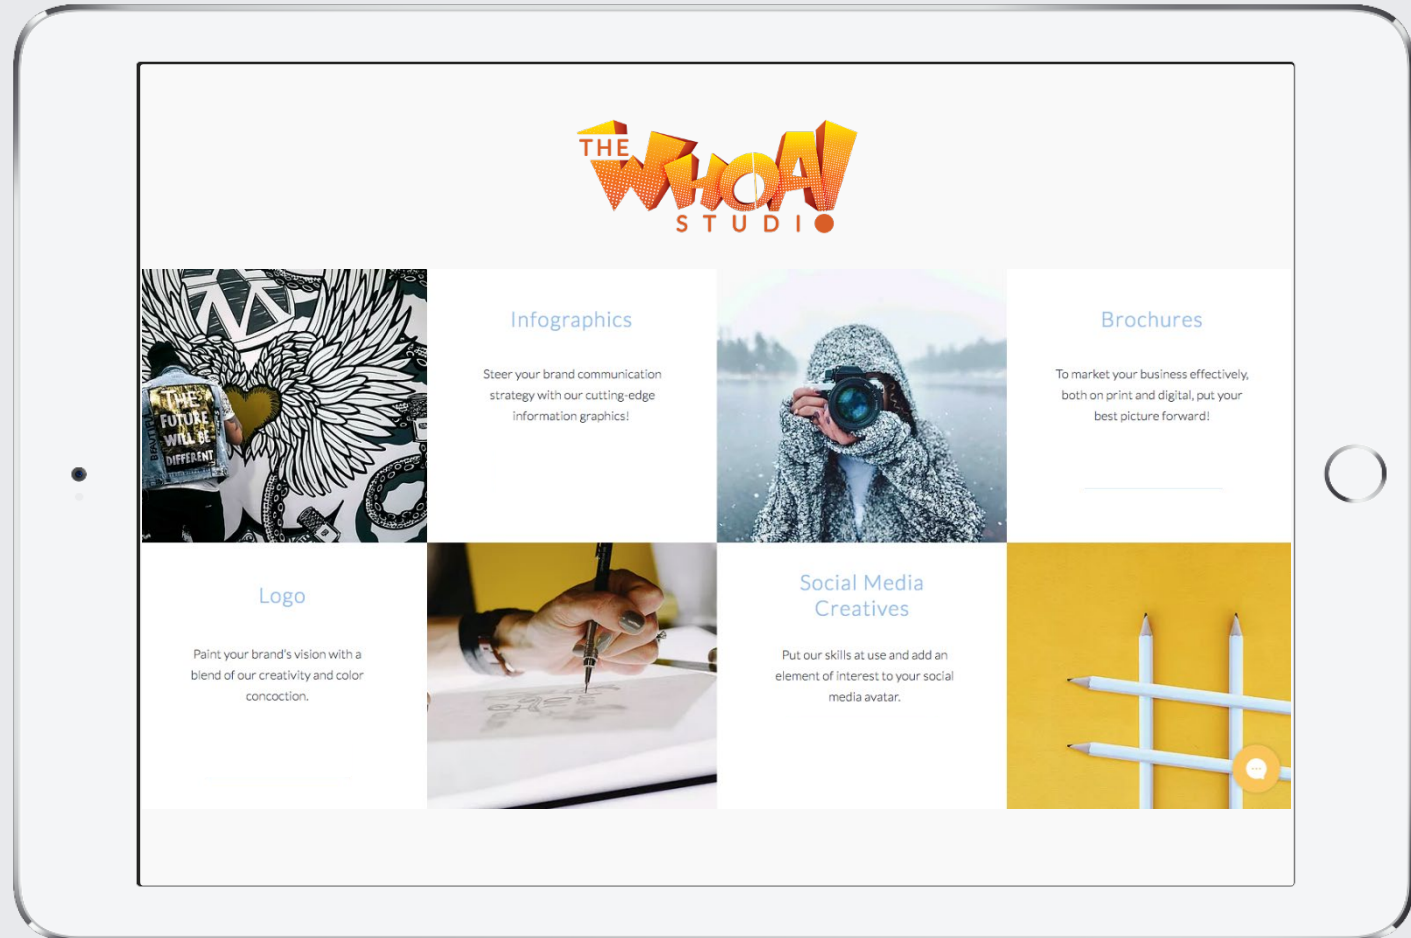 THE
WHOA!
STUDIO
THE
FUTURE
WILL BE
DIFFERENT
BEAUTIFUL
Infographics
Steer your brand communication
strategy with our cutting-edge
information graphics!
Brochures
To market your business effectively,
both on print and digital, put your
best picture forward!
Logo
Paint your brand's vision with a
blend of our creativity and color
concoction.
Social Media
Creatives
Put our skills at use and add an
element of interest to your social
media avatar.